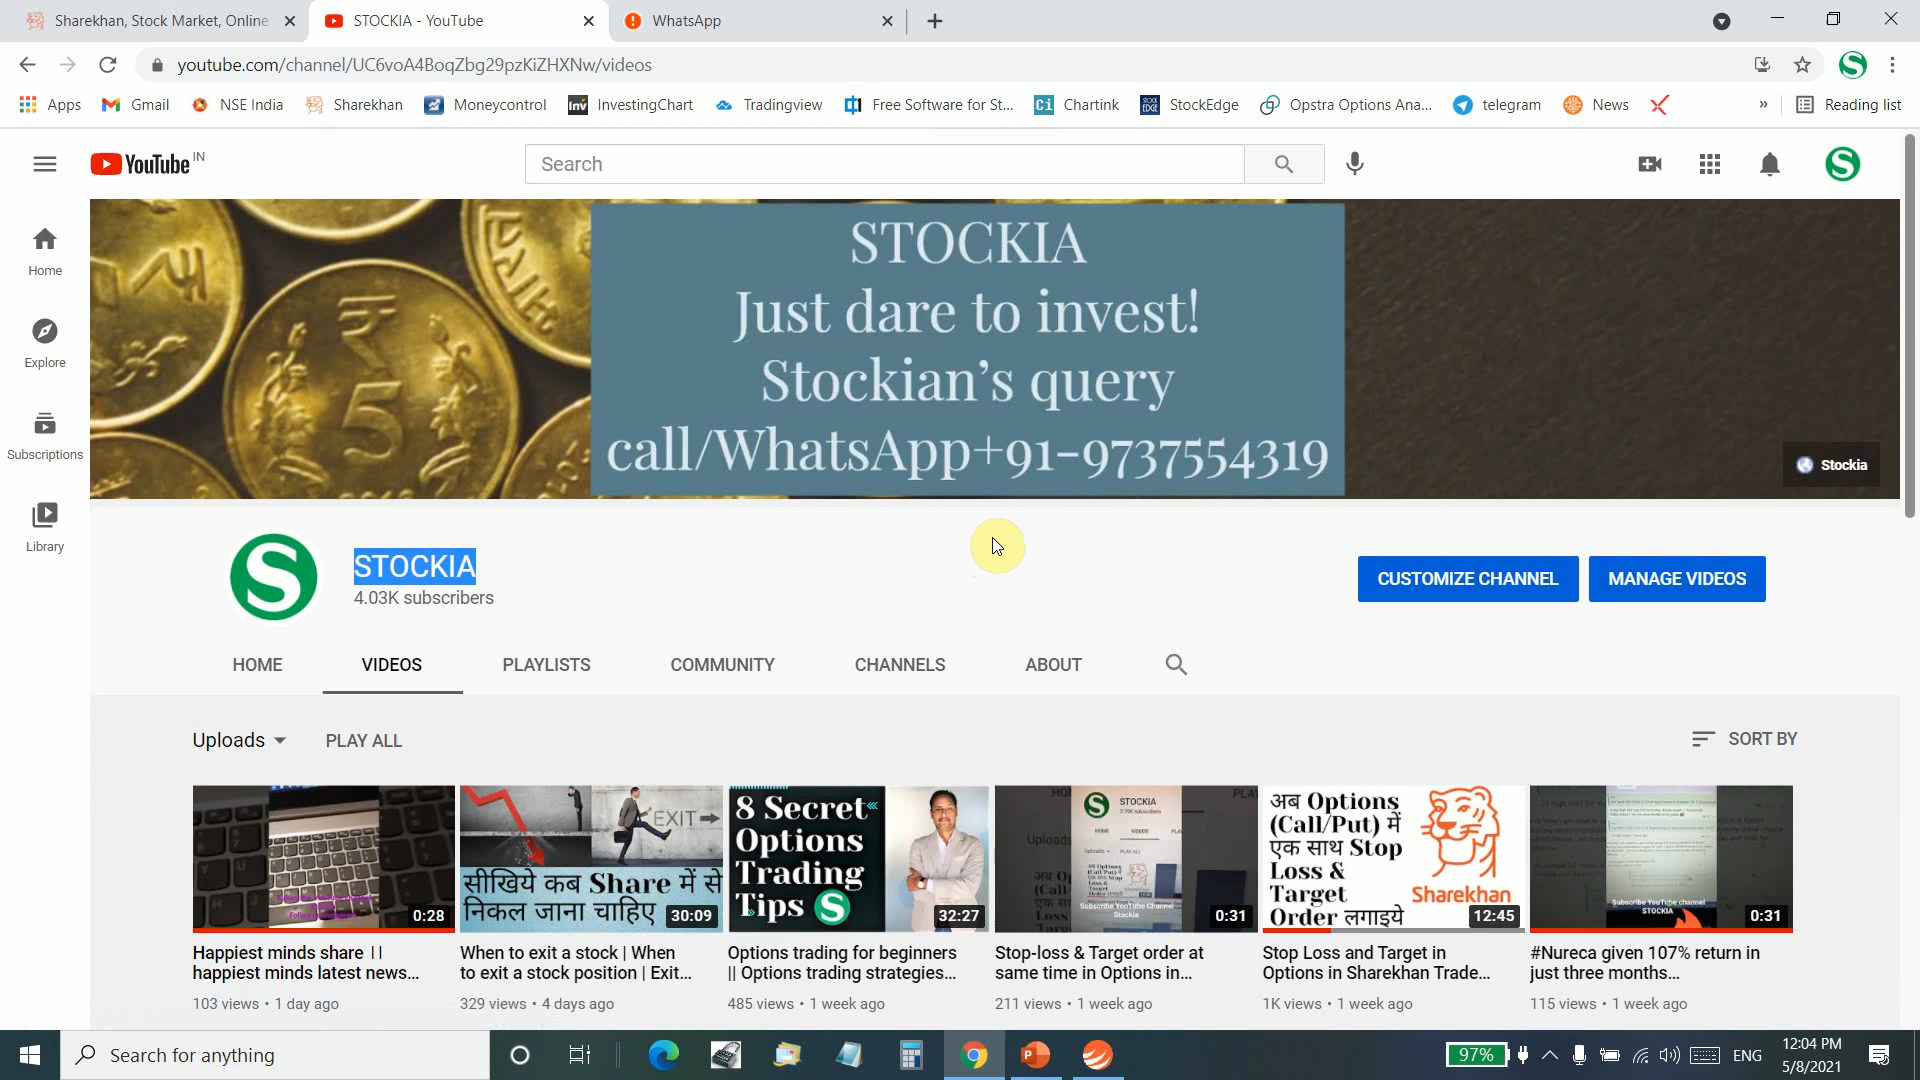 Sharekhan, Stock Market, Online
STOCKIA - YouTube
WhatsApp
youtube.com/channel/UC6voA4BoqZbg29pzKiZHXNw/videos
Apps
Gmail
NSE India
Sharekhan
Moneycontrol
InvestingChart
Tradingview
Free Software for St...
Chartink
StockEdge
Opstra Options Ana...
telegram
News
»
Reading list
YouTube IN
Search
STOCKIA
Just dare to invest!
Stockian's query
call/WhatsApp+91-9737554319
Stockia
Home
Explore
Subscriptions
Library
STOCKIA
4.03K subscribers
CUSTOMIZE CHANNEL
MANAGE VIDEOS
HOME
VIDEOS
PLAYLISTS
COMMUNITY
CHANNELS
ABOUT
Uploads
PLAY ALL
SORT BY
0:28
EXIT
सीखिये कब Share में से
निकल जाना चाहिए
30:09
8 Secret
Options
Trading
Tips
32:27
STOCKIA
Subscribe YouTube channel
Stockia
0:31
अब Options
(Call/Put) में
एक साथ Stop
Loss &
Target
Order लगाइये
Sharekhan
12:45
Subscribe YouTube channel
STOCKIA
0:31
Happiest minds share ||
happiest minds latest news...
103 views • 1 day ago
When to exit a stock | When
to exit a stock position | Exit...
329 views • 4 days ago
Options trading for beginners
|| Options trading strategies...
485 views • 1 week ago
Stop-loss & Target order at
same time in Options in...
211 views • 1 week ago
Stop Loss and Target in
Options in Sharekhan Trade...
1K views • 1 week ago
#Nureca given 107% return in
just three months...
115 views • 1 week ago
Search for anything
97%
ENG
12:04 PM
5/8/2021